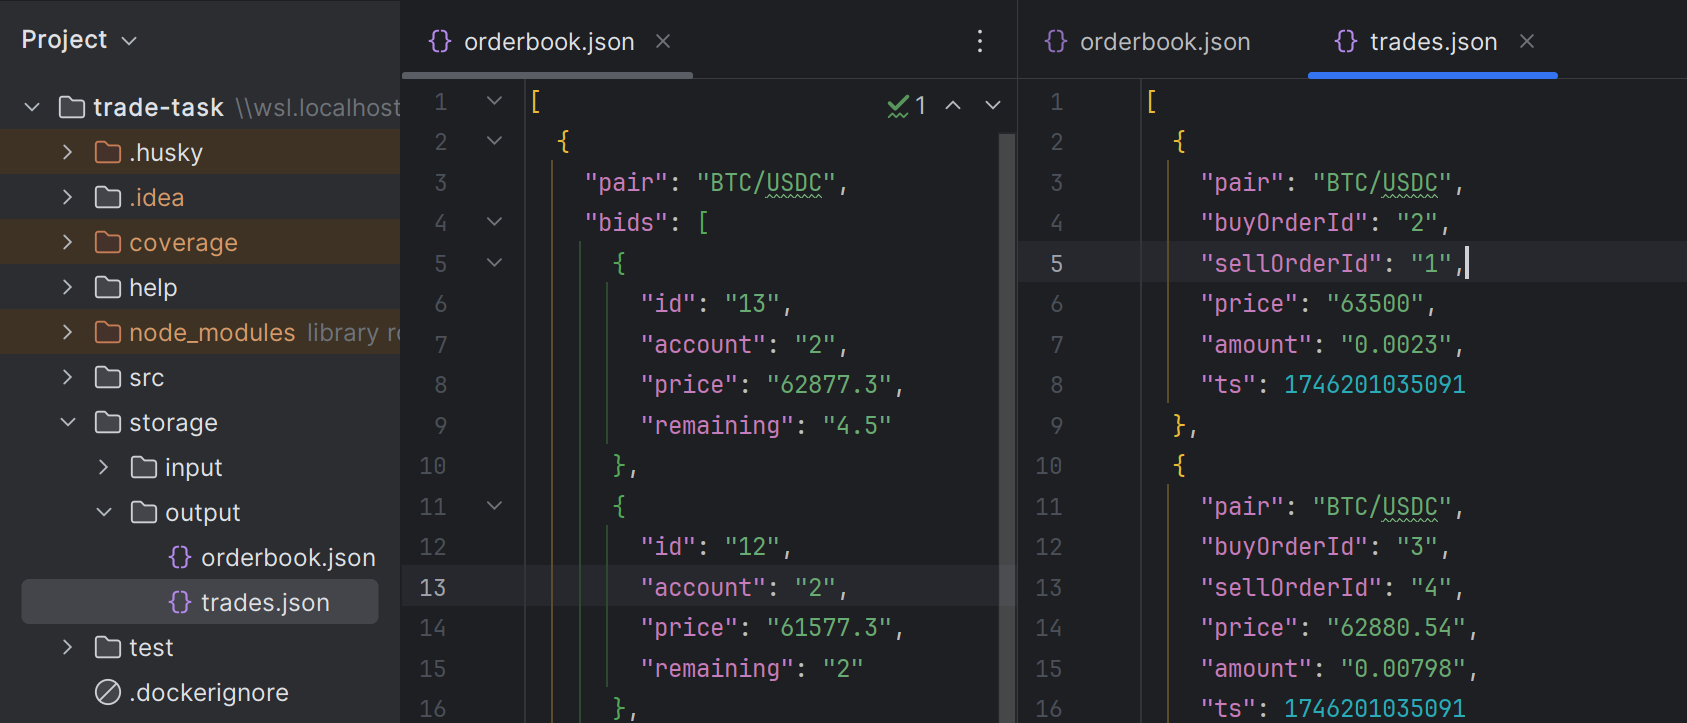 Project
trade-task \\wsl.localhost
.husky
.idea
coverage
help
node_modules library ro
src
storage
input
output
orderbook.json
trades.json
test
.dockerignore
orderbook.json
1 [
2 {
3 "pair": "BTC/USDC",
4 "bids": [
5 {
6 "id": "13",
7 "account": "2",
8 "price": "62877.3",
9 "remaining": "4.5"
10 },
11 {
12 "id": "12",
13 "account": "2",
14 "price": "61577.3",
15 "remaining": "2"
16 },
1
orderbook.json trades.json
1 [
2 {
3 "pair": "BTC/USDC",
4 "buyOrderId": "2",
5 "sellOrderId": "1",
6 "price": "63500",
7 "amount": "0.0023",
8 "ts": 1746201035091
9 },
10 {
11 "pair": "BTC/USDC",
12 "buyOrderId": "3",
13 "sellOrderId": "4",
14 "price": "62880.54",
15 "amount": "0.00798",
16 "ts": 1746201035091